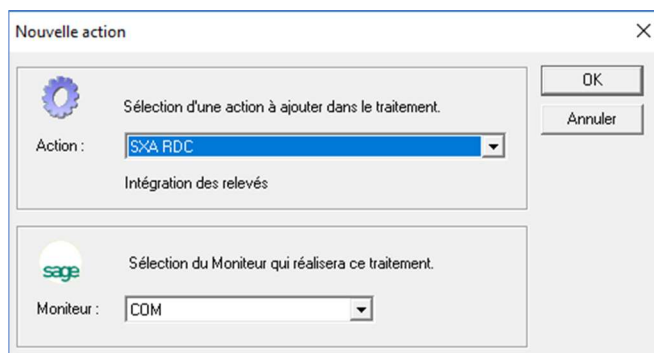 Nouvelle action
Sélection d'une action à ajouter dans le traitement.
Action :
SXA RDC
Intégration des relevés
OK
Annuler
sage
Sélection du Moniteur qui réalisera ce traitement.
Moniteur :
COM